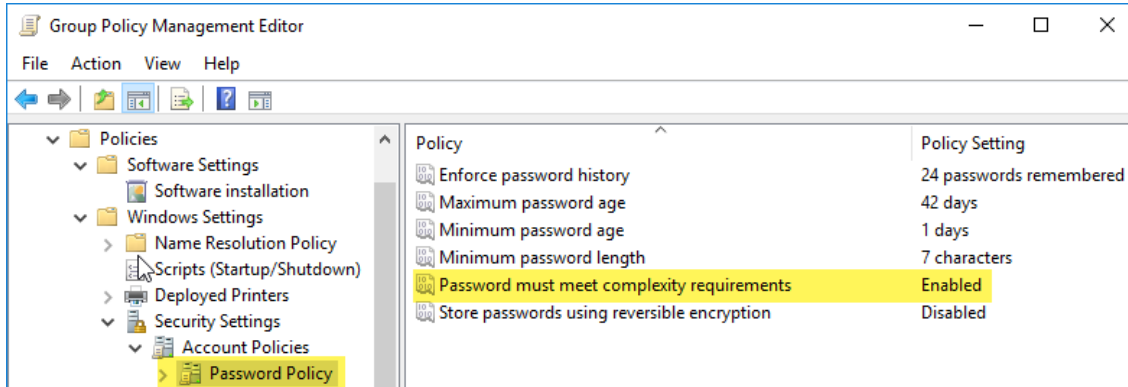 Group Policy Management Editor
File Action View Help
Policies
Software Settings
Software installation
Windows Settings
Name Resolution Policy
Scripts (Startup/Shutdown)
Deployed Printers
Security Settings
Account Policies
Password Policy
Policy Policy Setting
Enforce password history 24 passwords remembered
Maximum password age 42 days
Minimum password age 1 days
Minimum password length 7 characters
Password must meet complexity requirements Enabled
Store passwords using reversible encryption Disabled